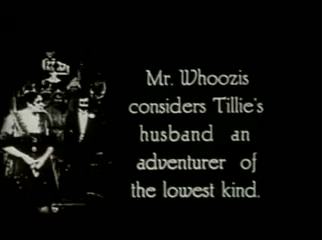 Mr. Whoozis
considers Tillie's
husband an
adventurer of
the lowest kind.